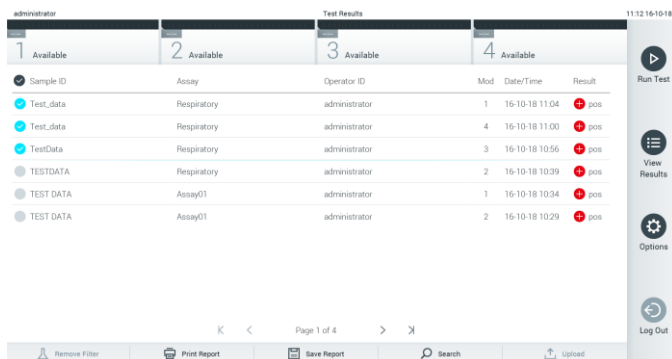 administrator Test Results 11:12 16-10-18
1 Available 2 Available 3 Available 4 Available
Run Test
Sample ID Assay Operator ID Mod Date/Time Result
Test_data Respiratory administrator 1 16-10-18 11:04 pos
Test_data Respiratory administrator 4 16-10-18 11:00 pos
TestData Respiratory administrator 3 16-10-18 10:56 pos
View
Results
TESTDATA Respiratory administrator 2 16-10-18 10:39 pos
TEST DATA Assay01 administrator 1 16-10-18 10:34 pos
TEST DATA Assay01 administrator 2 16-10-18 10:29 pos
Options
Page 1 of 4
Log Out
Remove Filter Print Report Save Report Search Upload